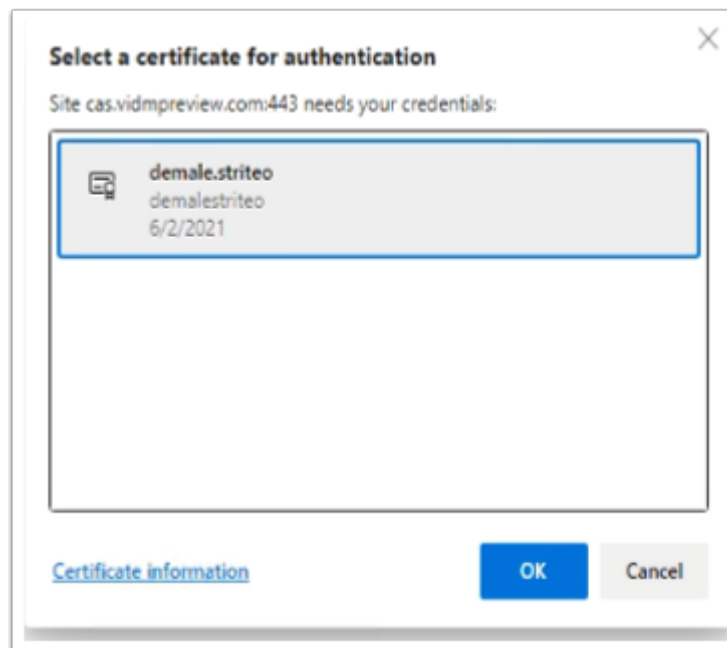 Select a certificate for authentication
Site cas.vidmpreview.com:443 needs your credentials:
demale.striteo
demalestriteo
6/2/2021
Certificate information
OK
Cancel